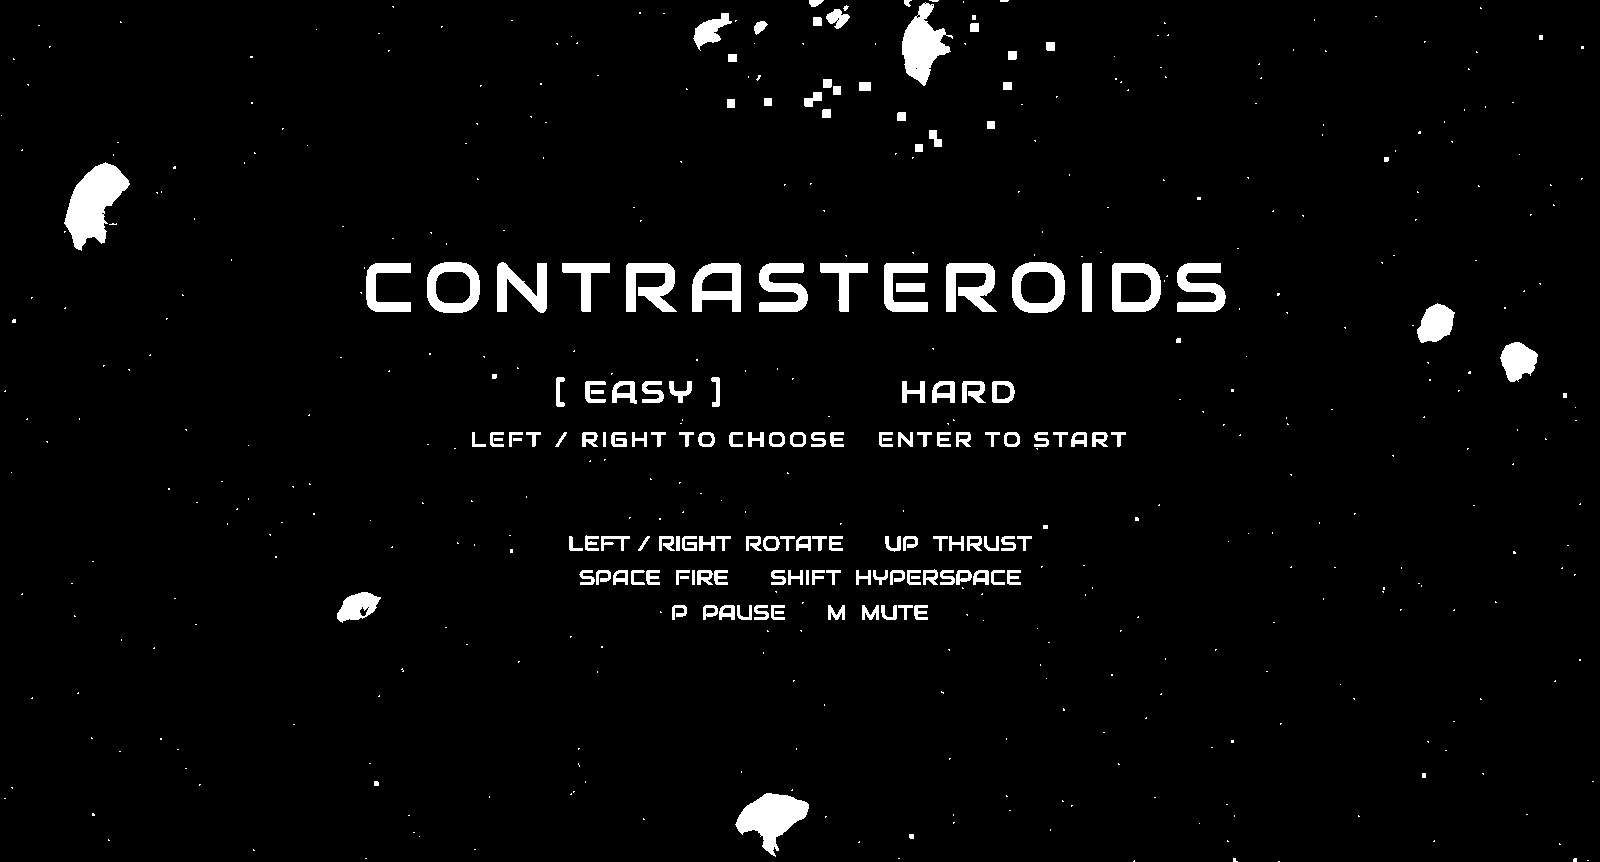 CONTRASTEROIDS
[ EASY ] HARD
LEFT / RIGHT TO CHOOSE ENTER TO START
LEFT / RIGHT ROTATE UP THRUST
SPACE FIRE SHIFT HYPERSPACE
P PAUSE M MUTE